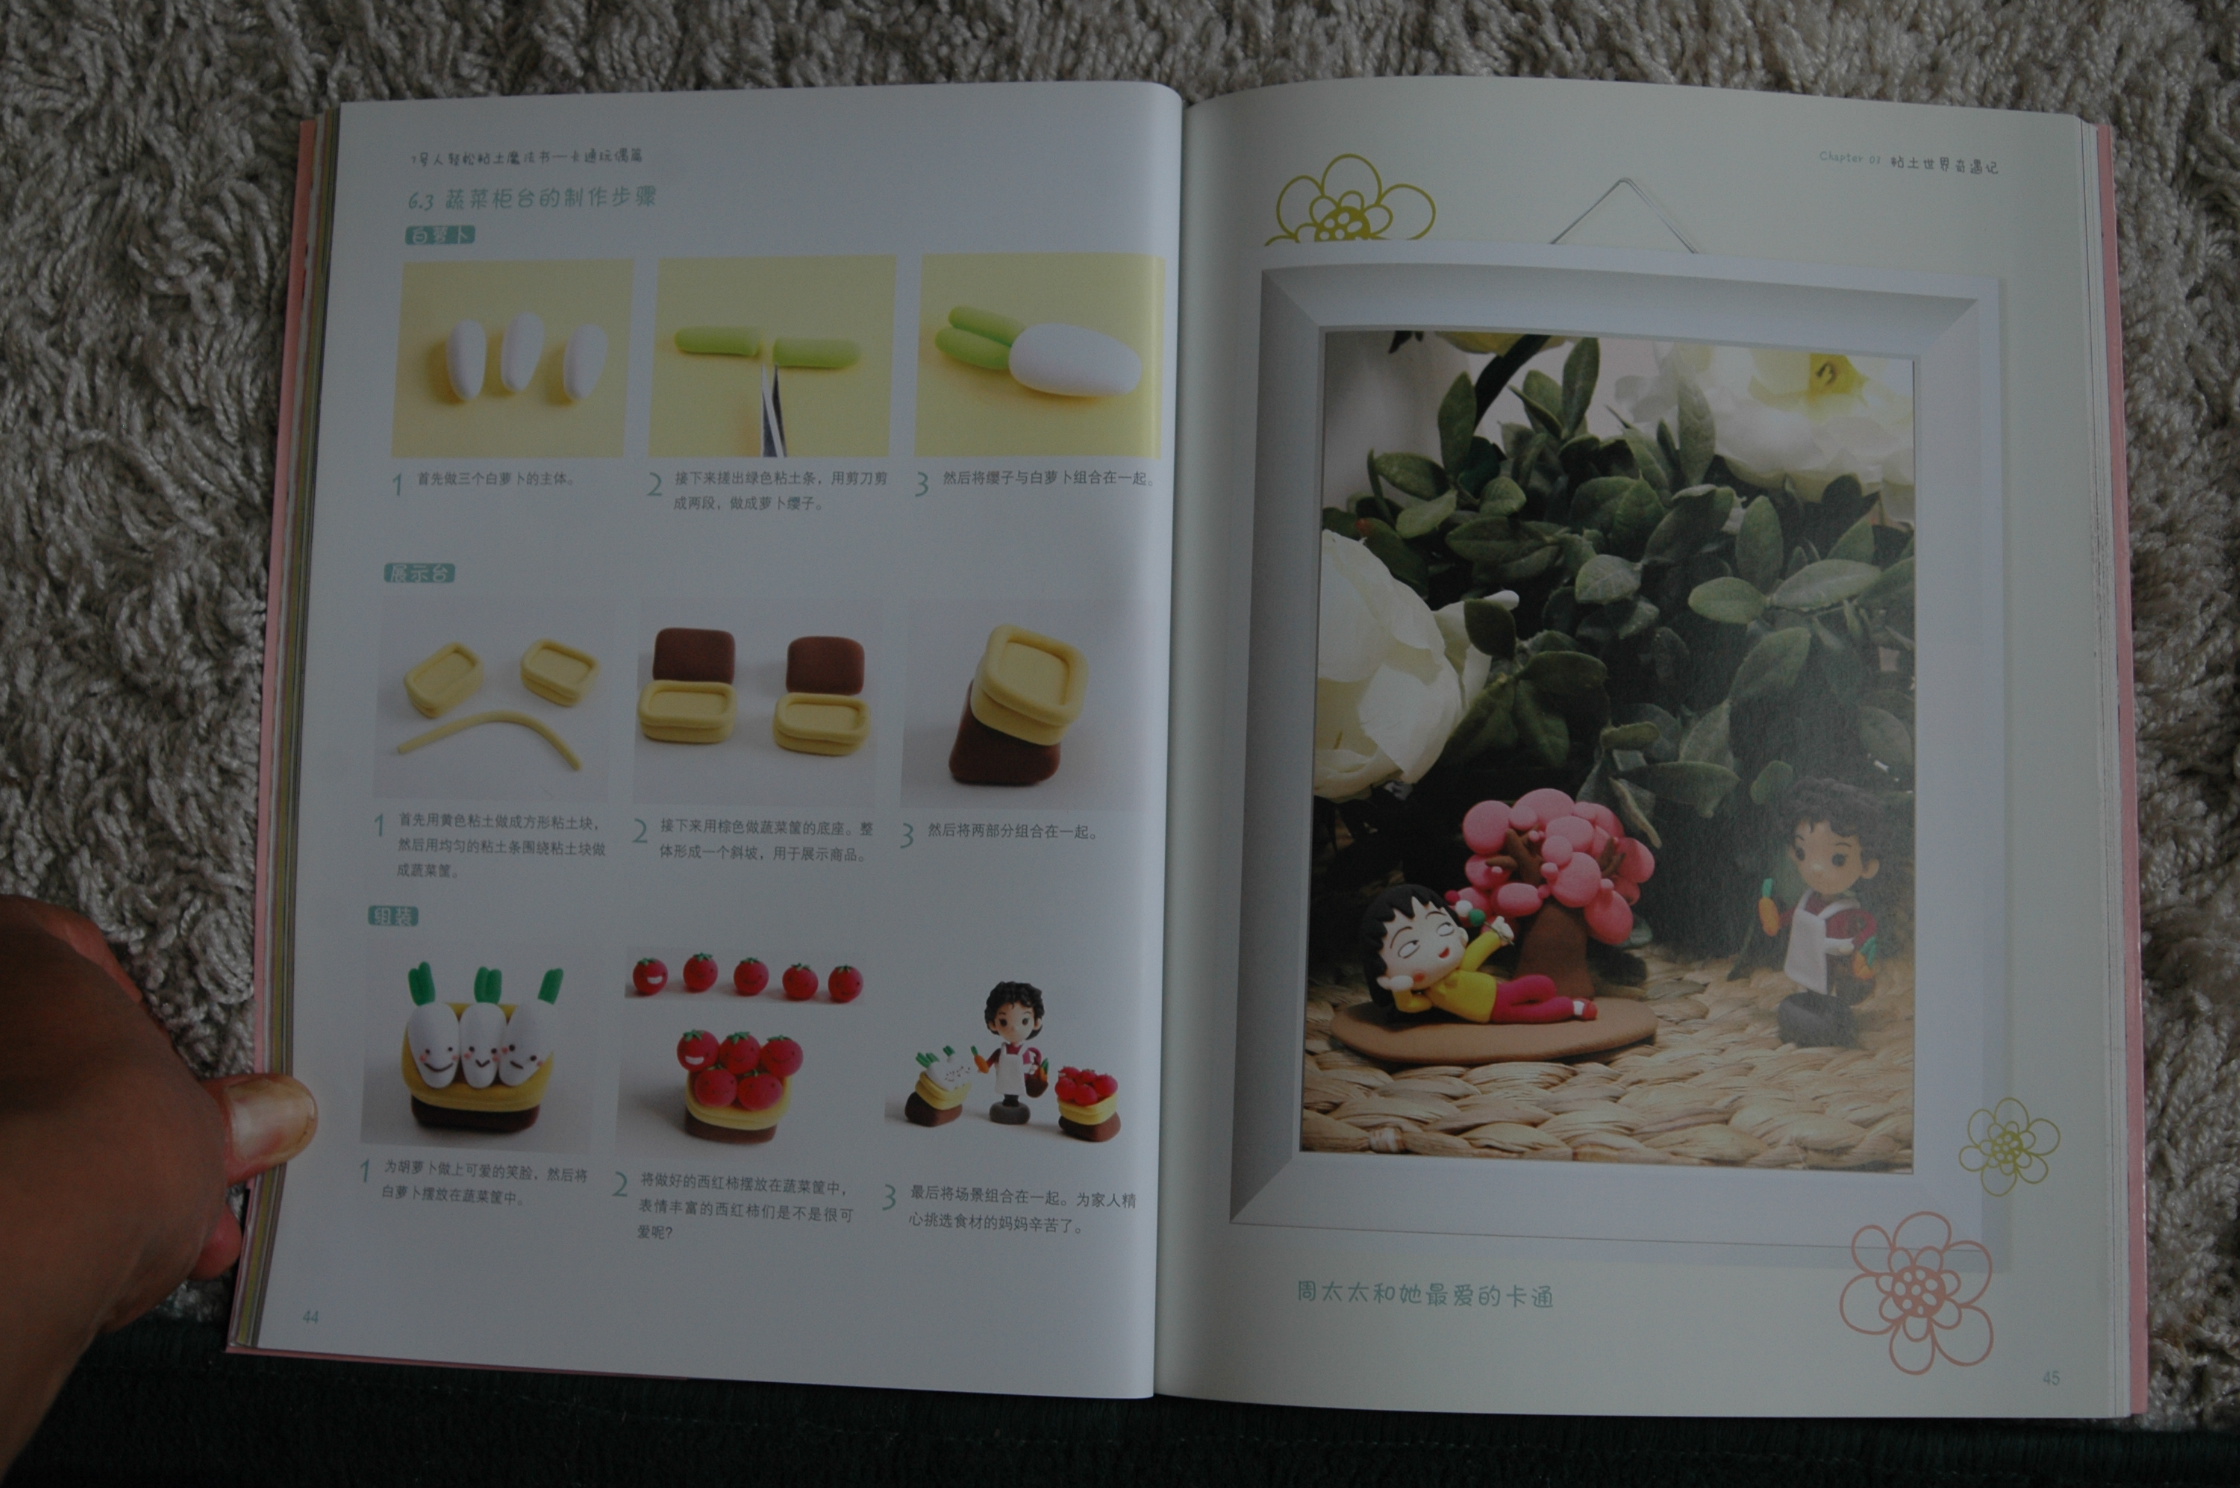 7号人轻松粘土魔法书—卡通玩偶篇
6.3 蔬菜柜台的制作步骤
白萝卜
1 首先做三个白萝卜的主体。
2 接下来搓出绿色粘土条，用剪刀剪
成两段，做成萝卜缨子。
3 然后将缨子与白萝卜组合在一起。
展示台
1 首先用黄色粘土做成方形粘土块，
然后用均匀的粘土条围绕粘土块做
成蔬菜筐。
2 接下来用棕色做蔬菜筐的底座。整
体形成一个斜坡，用于展示商品。
3 然后将两部分组合在一起。
组装
1 为胡萝卜做上可爱的笑脸，然后将
白萝卜摆放在蔬菜筐中。
2 将做好的西红柿摆放在蔬菜筐中，
表情丰富的西红柿们是不是很可
爱呢？
3 最后将场景组合在一起。为家人精
心挑选食材的妈妈辛苦了。
44
Chapter 01 粘土世界奇遇记
周太太和她最爱的卡通
45